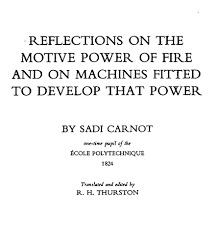 REFLECTIONS ON THE
MOTIVE POWER OF FIRE
AND ON MACHINES FITTED
TO DEVELOP THAT POWER
BY SADI CARNOT
one-time pupil of the
ÉCOLE POLYTECHNIQUE
1824
Translated and edited by
R. H. THURSTON